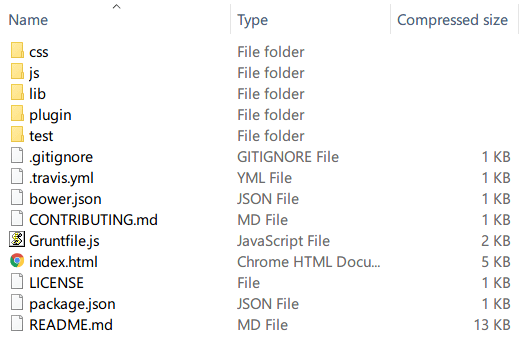 Name Type Compressed size
css File folder
js File folder
lib File folder
plugin File folder
test File folder
.gitignore GITIGNORE File 1 KB
.travis.yml YML File 1 KB
bower.json JSON File 1 KB
CONTRIBUTING.md MD File 1 KB
Gruntfile.js JavaScript File 2 KB
index.html Chrome HTML Docu... 5 KB
LICENSE File 1 KB
package.json JSON File 1 KB
README.md MD File 13 KB